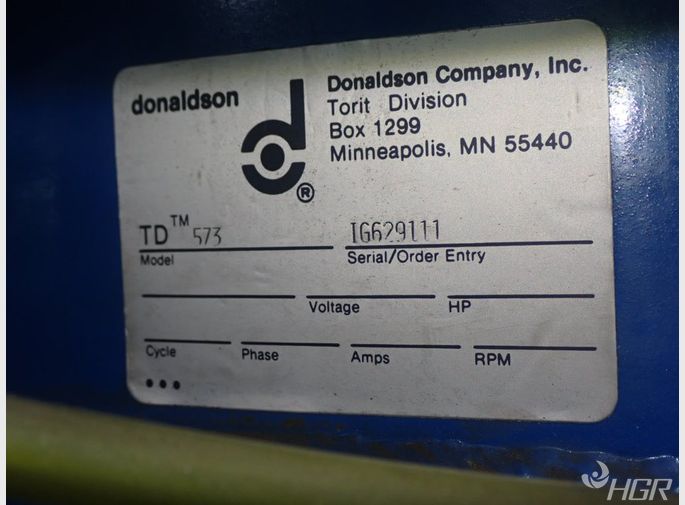 donaldson
Donaldson Company, Inc.
Torit Division
Box 1299
Minneapolis, MN 55440
®
TD™ 573
IG629111
Model
Serial/Order Entry
Voltage
HP
Cycle
Phase
Amps
RPM
HGR